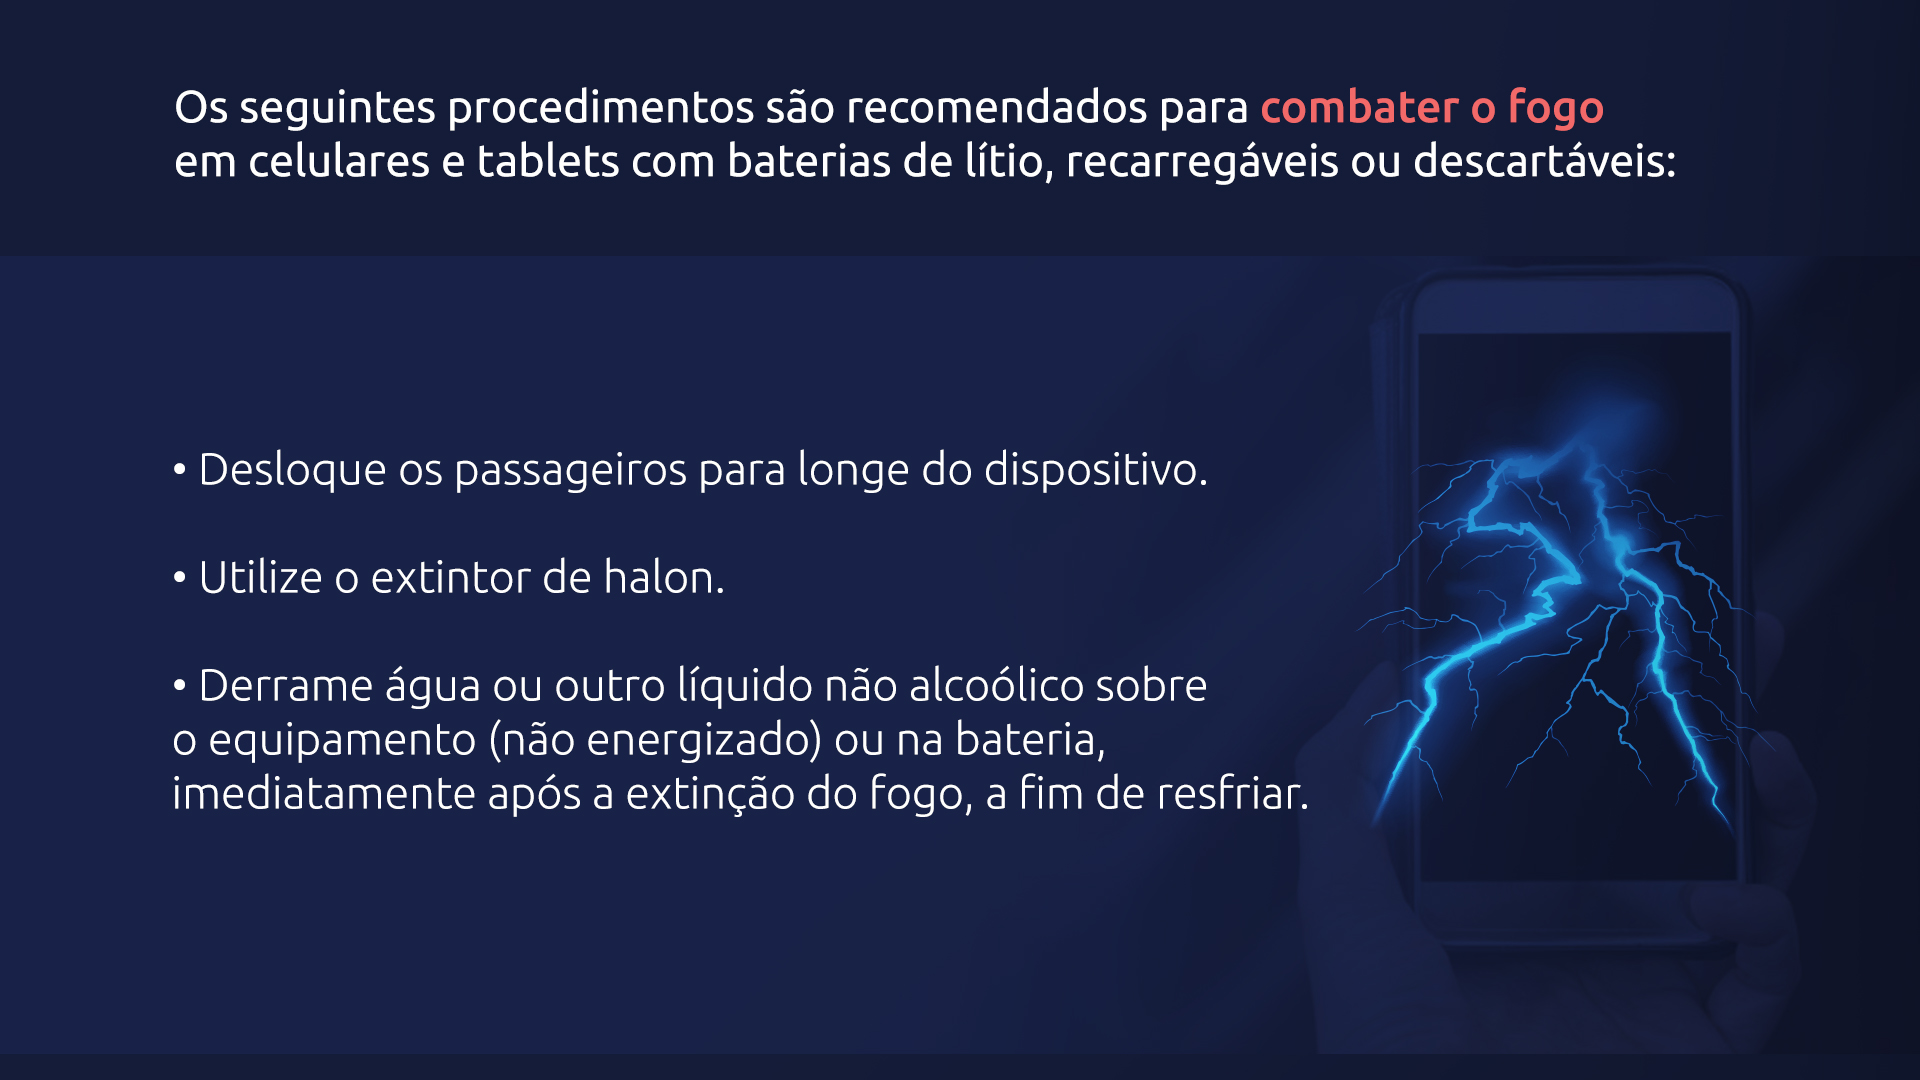 Os seguintes procedimentos são recomendados para combater o fogo
em celulares e tablets com baterias de lítio, recarregáveis ou descartáveis:
• Desloque os passageiros para longe do dispositivo.
• Utilize o extintor de halon.
• Derrame água ou outro líquido não alcoólico sobre
o equipamento (não energizado) ou na bateria,
imediatamente após a extinção do fogo, a fim de resfriar.